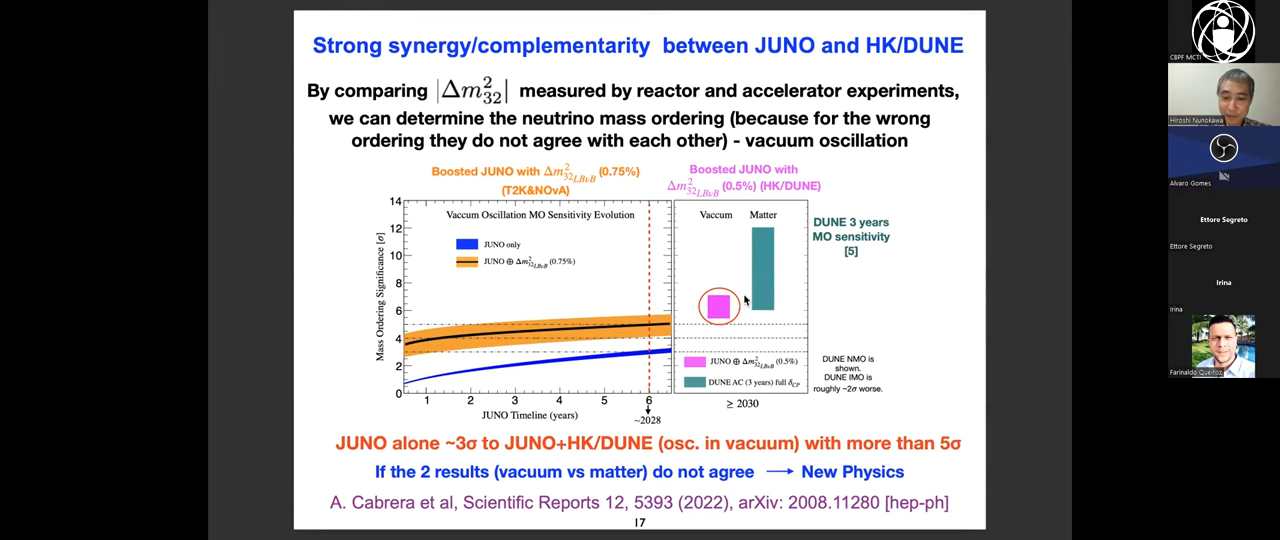 Strong synergy/complementarity between JUNO and HK/DUNE
By comparing |Δm²₃₂| measured by reactor and accelerator experiments,
we can determine the neutrino mass ordering (because for the wrong
ordering they do not agree with each other) - vacuum oscillation
Boosted JUNO with Δm²₃₂ LBνB (0.75%)
(T2K&NOvA)
Boosted JUNO with
Δm²₃₂ LBνB (0.5%) (HK/DUNE)
Mass Ordering Significance [σ]
14
12
10
8
6
4
2
0
Vaccum Oscillation MO Sensitivity Evolution
JUNO only
JUNO ⊕ Δm²₃₂ LBνB (0.75%)
1
2
3
4
5
6
JUNO Timeline (years)
~2028
Vaccum
Matter
JUNO ⊕ Δm²₃₂ LBνB (0.5%)
DUNE AC (3 years) full δCP
≥ 2030
DUNE 3 years
MO sensitivity
[5]
DUNE NMO is
shown.
DUNE IMO is
roughly ~2σ worse.
JUNO alone ~3σ to JUNO+HK/DUNE (osc. in vacuum) with more than 5σ
If the 2 results (vacuum vs matter) do not agree → New Physics
A. Cabrera et al, Scientific Reports 12, 5393 (2022), arXiv: 2008.11280 [hep-ph]
17
CBPF MCTI
Hiroshi Nunokawa
Alvaro Gomes
Ettore Segreto
Ettore Segreto
Irina
Irina
Farinaldo Queiroz